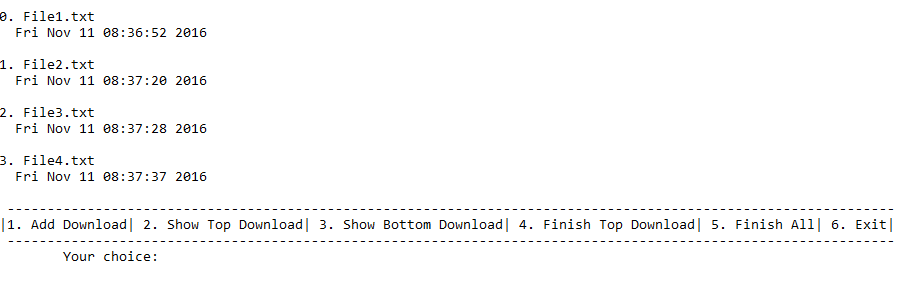 0. File1.txt
Fri Nov 11 08:36:52 2016
1. File2.txt
Fri Nov 11 08:37:20 2016
2. File3.txt
Fri Nov 11 08:37:28 2016
3. File4.txt
Fri Nov 11 08:37:37 2016
---------------------------------------------------------------------------------------------------------------
|1. Add Download| 2. Show Top Download| 3. Show Bottom Download| 4. Finish Top Download| 5. Finish All| 6. Exit|
---------------------------------------------------------------------------------------------------------------
Your choice: